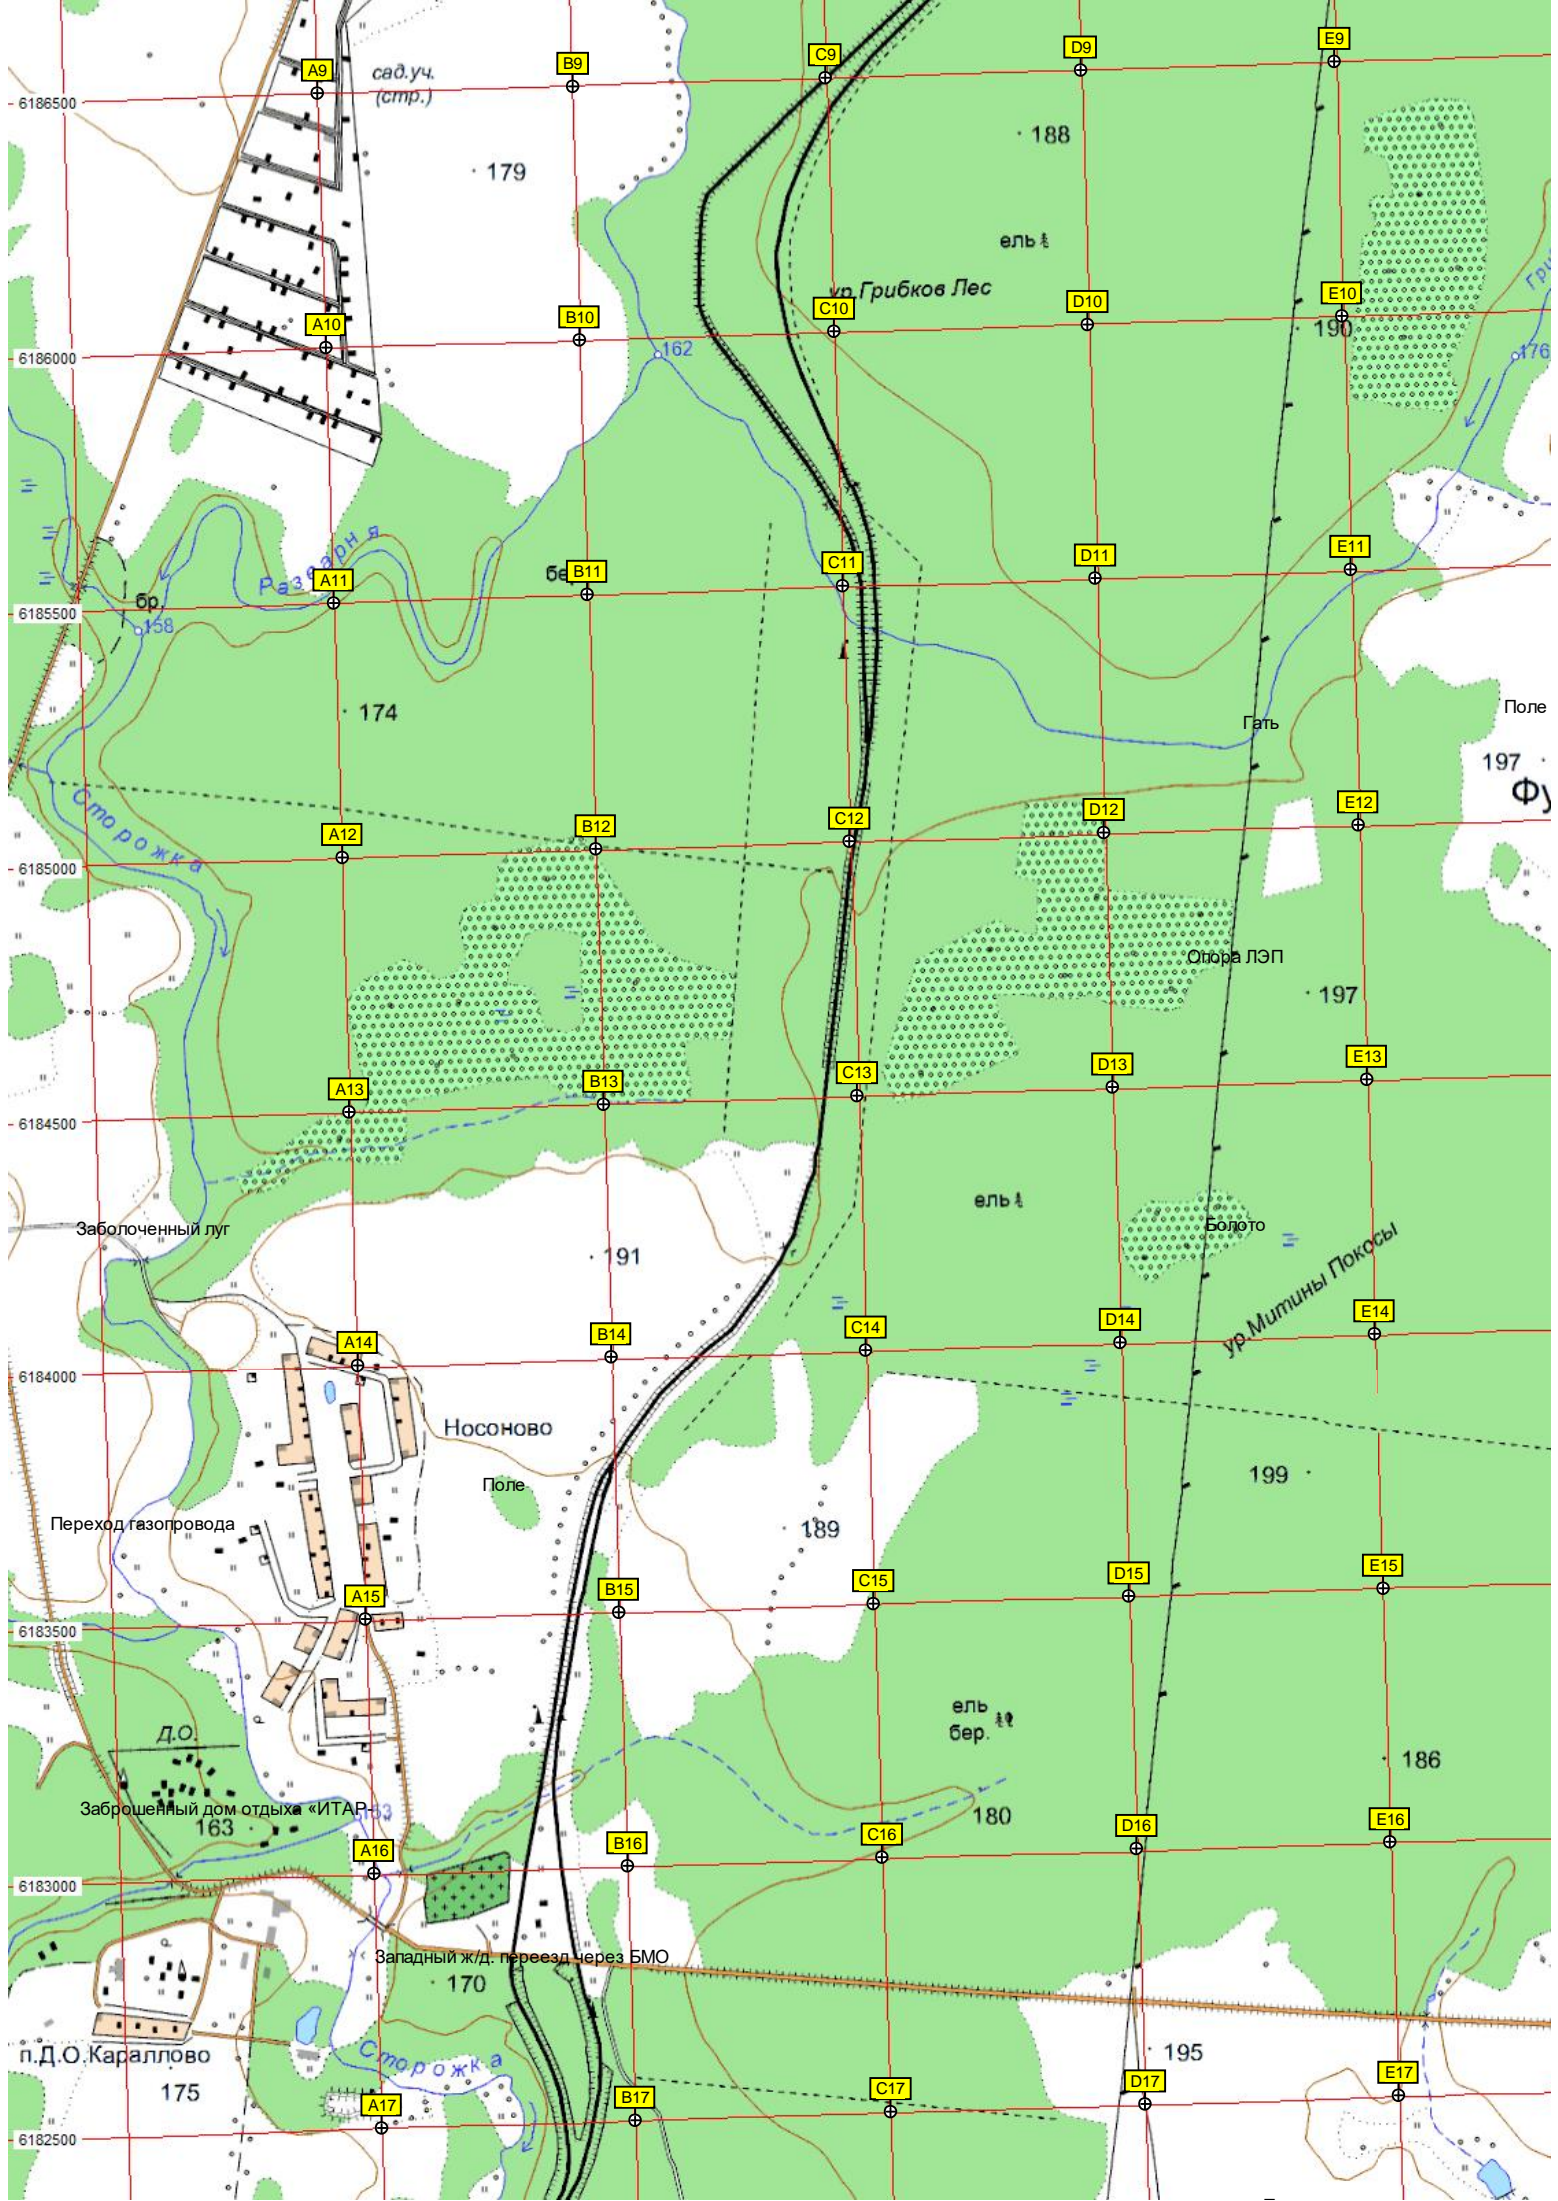 A9
B9
C9
D9
E9
сад.уч.
(стр.)
6186500
188
179
ель
ур.Грибков Лес
A10
B10
C10
D10
E10
190
162
176
6186000
Разварня
A11
B11
C11
D11
E11
бр.
158
6185500
174
Гать
Поле
197
Сторожка
A12
B12
C12
D12
E12
6185000
Опора ЛЭП
197
A13
B13
C13
D13
E13
6184500
ель
Заболоченный луг
Болото
191
ур.Митины Покосы
A14
B14
C14
D14
E14
6184000
Носоново
199
Поле
Переход газопровода
189
A15
B15
C15
D15
E15
6183500
ель
бер.
Д.О.
186
Заброшенный дом отдыха «ИТАР-
163
180
A16
B16
C16
D16
E16
6183000
Западный ж/д. переезд через БМО
170
п.Д.О.Караллово
Сторожка
195
175
A17
B17
C17
D17
E17
6182500